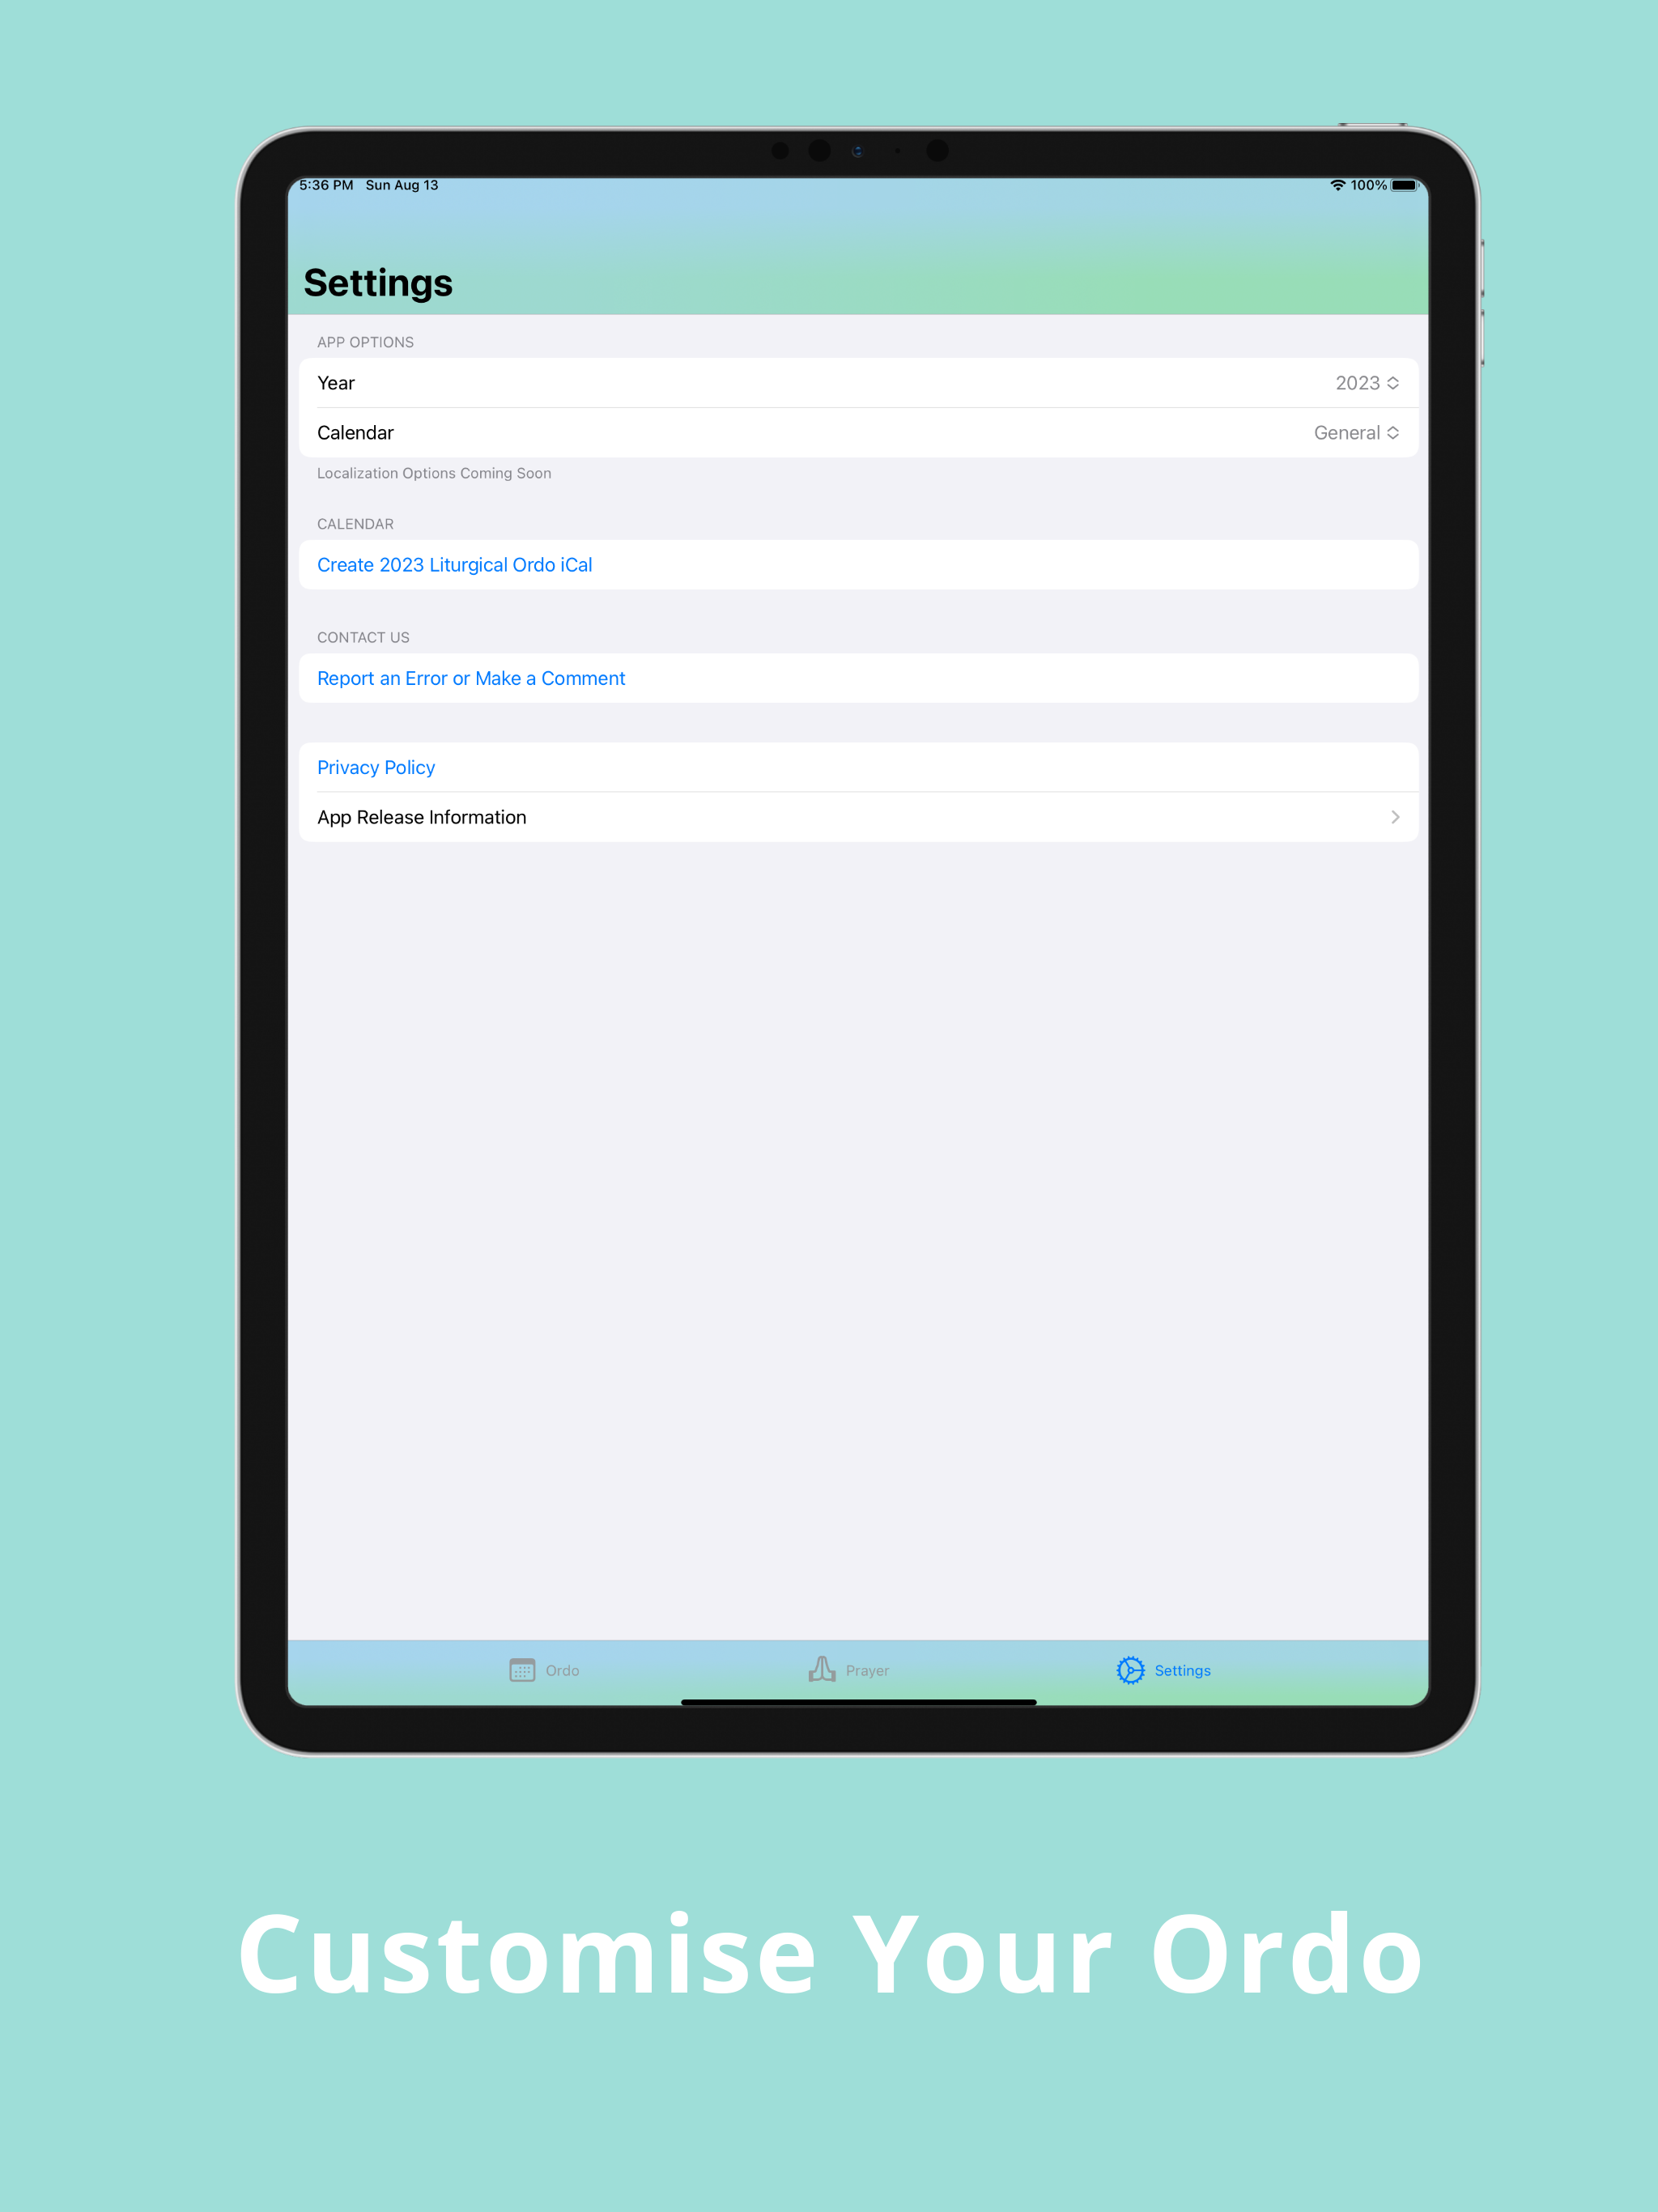 5:36 PM Sun Aug 13 100%
Settings
APP OPTIONS
Year 2023
Calendar General
Localization Options Coming Soon
CALENDAR
Create 2023 Liturgical Ordo iCal
CONTACT US
Report an Error or Make a Comment
Privacy Policy
App Release Information
Ordo Prayer Settings
Customise Your Ordo